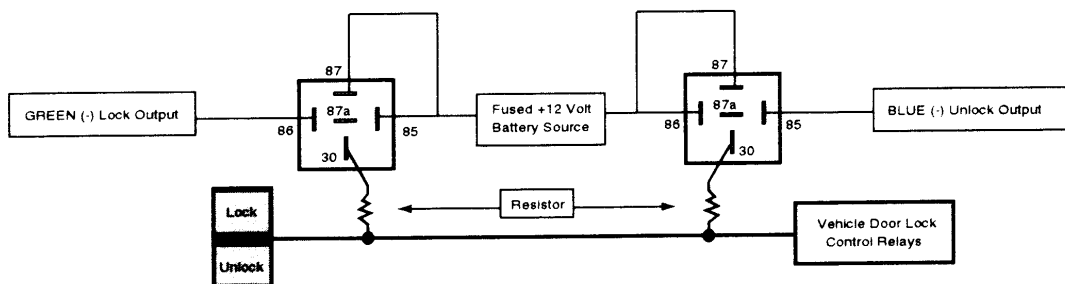 87
87
GREEN (-) Lock Output
87a
86
85
30
Fused +12 Volt
Battery Source
87a
86
85
30
BLUE (-) Unlock Output
Lock
Resistor
Vehicle Door Lock
Control Relays
Unlock